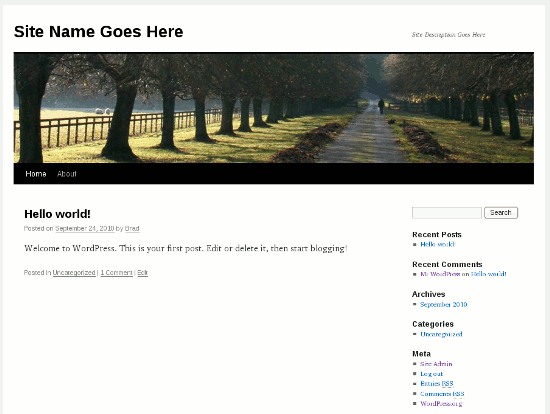 Site Name Goes Here
Site Description Goes Here
Home About
Hello world!
Posted on September 24, 2010 by Brad
Welcome to WordPress. This is your first post. Edit or delete it, then start blogging!
Posted in Uncategorized | 1 Comment | Edit
Search
Recent Posts
Hello world!
Recent Comments
Mr WordPress on Hello world!
Archives
September 2010
Categories
Uncategorized
Meta
Site Admin
Log out
Entries RSS
Comments RSS
WordPress.org